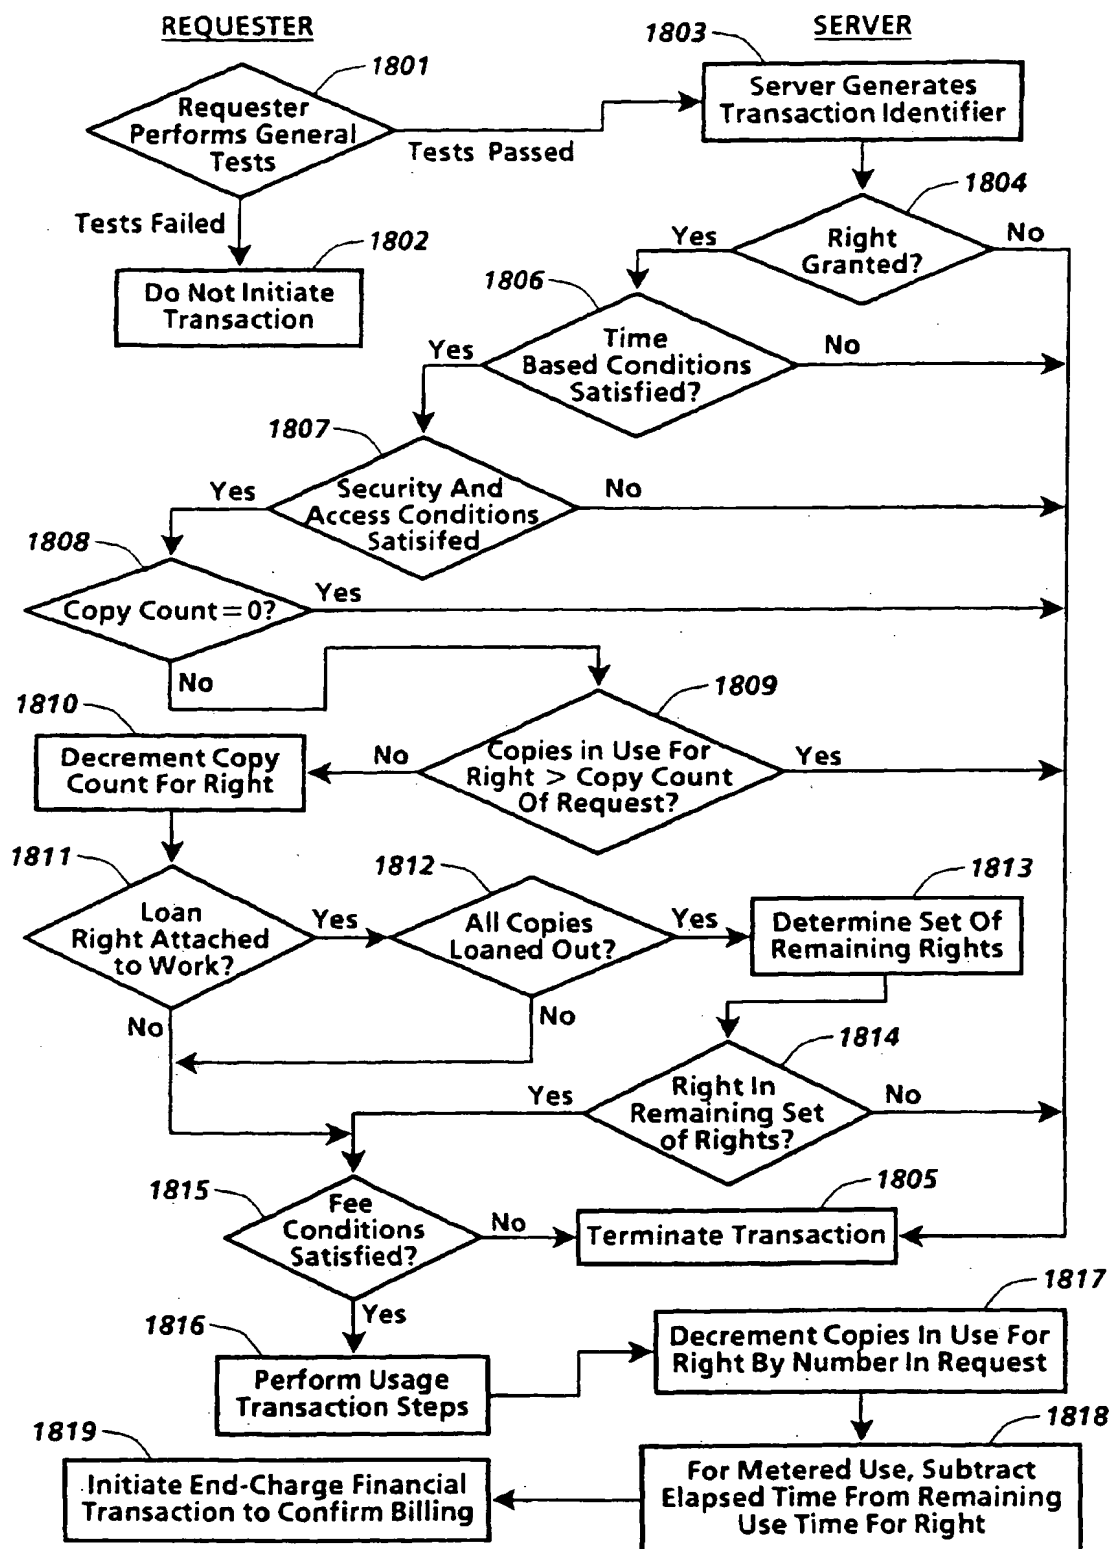 REQUESTER
SERVER
1801
1803
Requester
Performs General
Tests
Server Generates
Transaction Identifier
Tests Passed
Tests Failed
1802
1804
Do Not Initiate
Transaction
Yes
Right
Granted?
No
1806
Time
Based Conditions
Satisfied?
Yes
No
1807
Security And
Access Conditions
Satisifed
Yes
No
1808
Copy Count = 0?
Yes
No
1809
1810
Copies in Use For
Right > Copy Count
Of Request?
No
Yes
Decrement Copy
Count For Right
1811
1812
1813
Loan
Right Attached
to Work?
Yes
All Copies
Loaned Out?
Yes
Determine Set Of
Remaining Rights
No
No
1814
Right In
Remaining Set
of Rights?
Yes
No
1815
1805
Fee
Conditions
Satisfied?
No
Terminate Transaction
Yes
1816
1817
Perform Usage
Transaction Steps
Decrement Copies In Use For
Right By Number In Request
1819
1818
Initiate End-Charge Financial
Transaction to Confirm Billing
For Metered Use, Subtract
Elapsed Time From Remaining
Use Time For Right